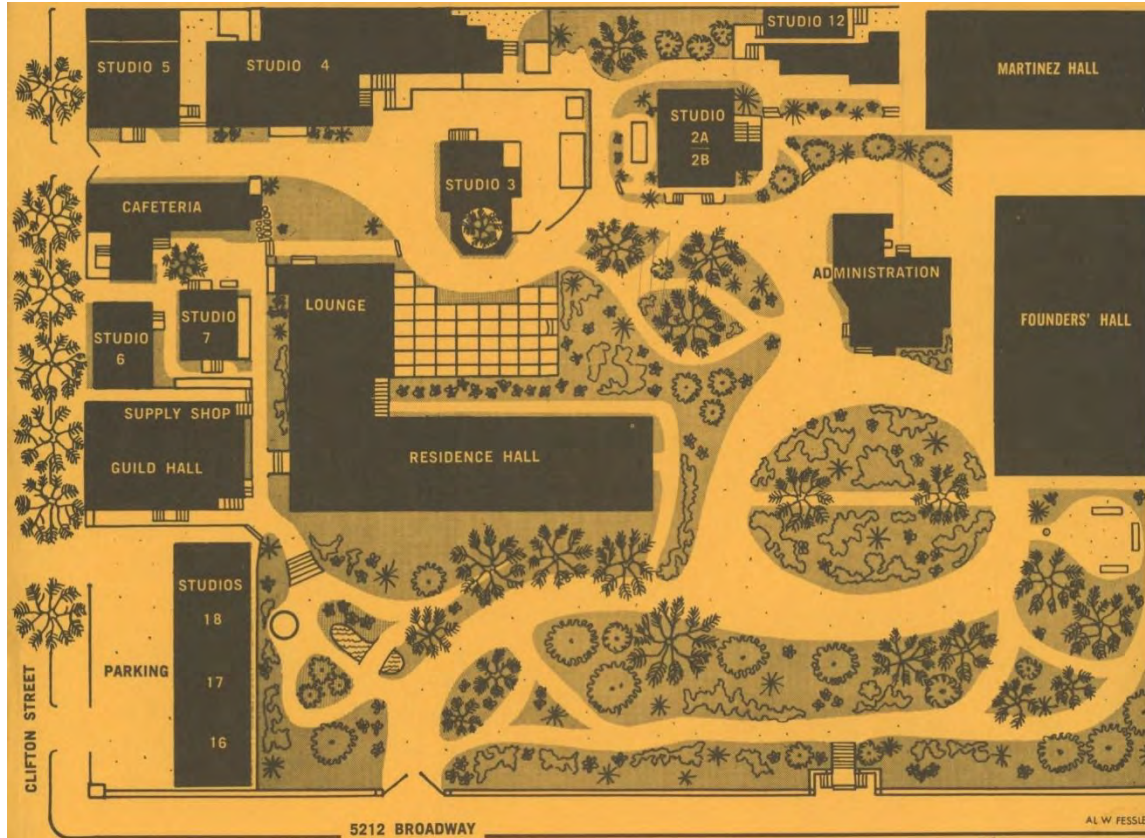 STUDIO 12
STUDIO 5
STUDIO 4
MARTINEZ HALL
STUDIO
2A
2B
STUDIO 3
CAFETERIA
ADMINISTRATION
LOUNGE
STUDIO
7
FOUNDERS' HALL
STUDIO
6
SUPPLY SHOP
GUILD HALL
RESIDENCE HALL
STUDIOS
18
17
16
PARKING
CLIFTON STREET
5212 BROADWAY
AL W FESSLE